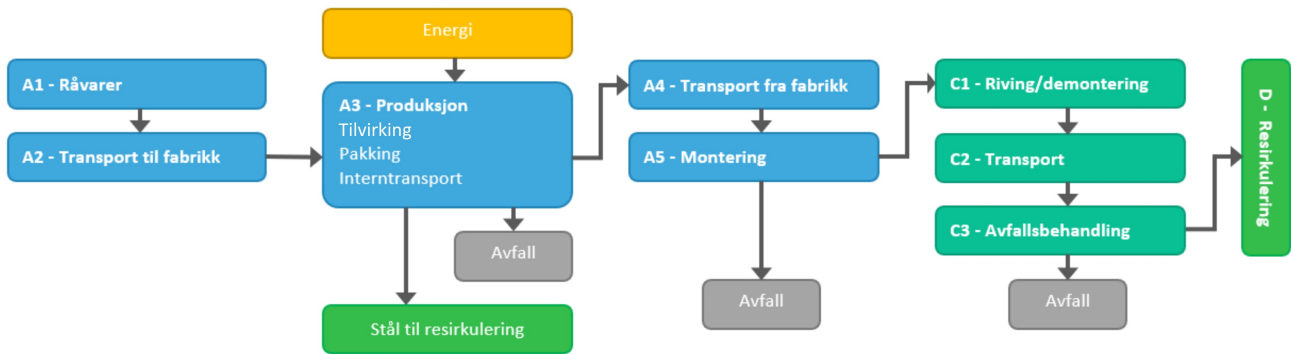 Energi
A1 - Råvarer
A2 - Transport til fabrikk
A3 - Produksjon
Tilvirking
Pakking
Interntransport
Avfall
Stål til resirkulering
A4 - Transport fra fabrikk
A5 - Montering
Avfall
C1 - Riving/demontering
C2 - Transport
C3 - Avfallsbehandling
Avfall
D - Resirkulering